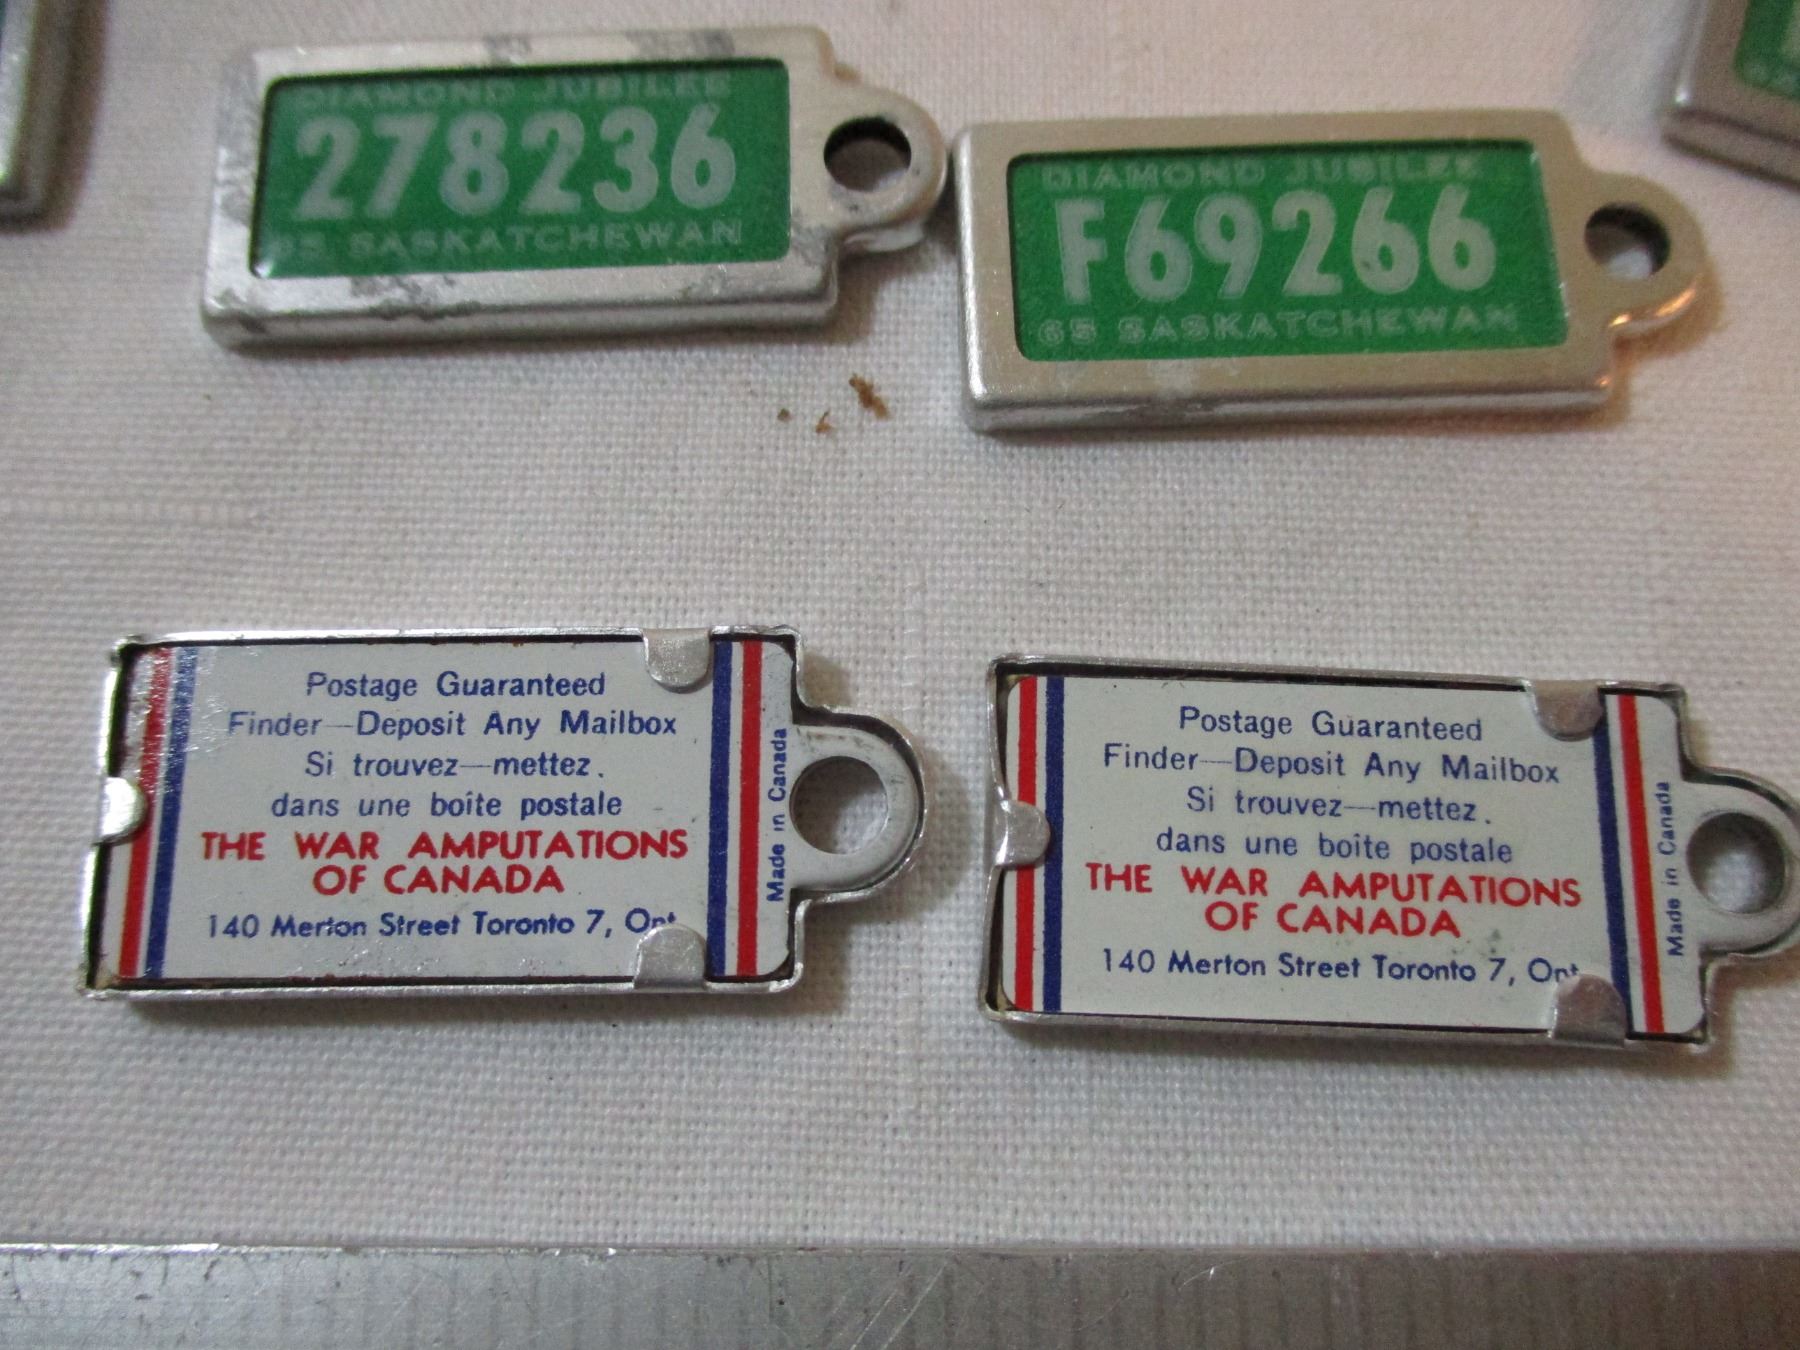 DIAMOND JUBILEE
278236
65 SASKATCHEWAN
DIAMOND JUBILEE
F69266
65 SASKATCHEWAN
Postage Guaranteed
Finder—Deposit Any Mailbox
Si trouvez—mettez.
dans une boite postale
THE WAR AMPUTATIONS
OF CANADA
140 Merton Street Toronto 7, Ont.
Made in Canada
Postage Guaranteed
Finder—Deposit Any Mailbox
Si trouvez—mettez.
dans une boite postale
THE WAR AMPUTATIONS
OF CANADA
140 Merton Street Toronto 7, Ont.
Made in Canada